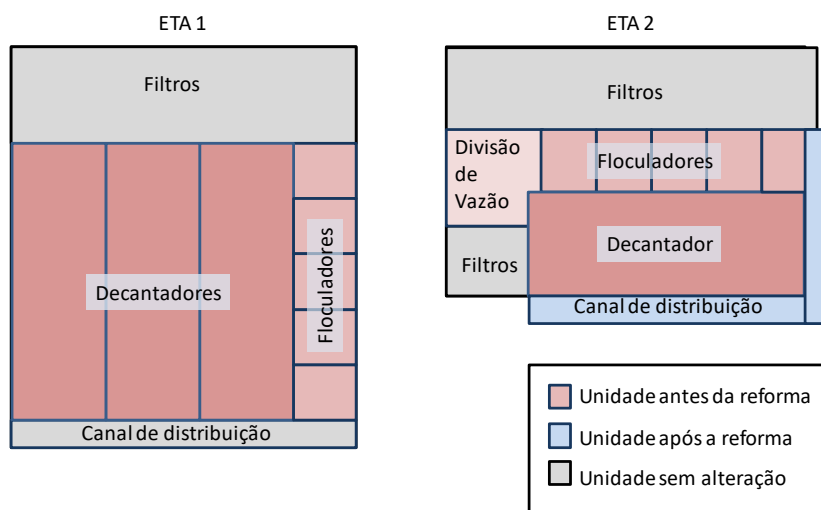 ETA 1
Filtros
Decantadores
Floculadores
Canal de distribuição
ETA 2
Filtros
Divisão
de
Vazão
Floculadores
Decantador
Filtros
Canal de distribuição
Unidade antes da reforma
Unidade após a reforma
Unidade sem alteração